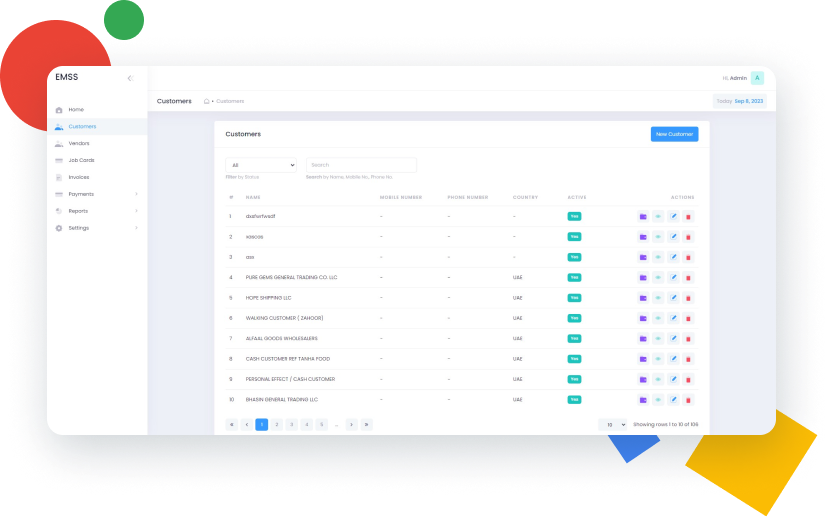 EMSS
Hi, Admin A
Customers • Customers
Today Sep 8, 2023
Home
Customers
Vendors
Job Cards
Invoices
Payments
Reports
Settings
Customers
New Customer
All Search
Filter by Status Search by Name, Mobile No., Phone No.
# NAME MOBILE NUMBER PHONE NUMBER COUNTRY ACTIVE ACTIONS
1 - - - Yes
2 - - - Yes
3 - - - Yes
4 PURE GEMS GENERAL TRADING CO. LLC - - UAE Yes
5 HOPE SHIPPING LLC - - UAE Yes
6 WALKING CUSTOMER ( ZAHOOR) - - UAE Yes
7 ALFAAL GOODS WHOLESALERS - - UAE Yes
8 CASH CUSTOMER REF TANHA FOOD - - UAE Yes
9 PERSONAL EFFECT / CASH CUSTOMER - - UAE Yes
10 BHASIN GENERAL TRADING LLC - - UAE Yes
« ‹ 1 2 3 4 5 ... › » 10 Showing rows 1 to 10 of 106